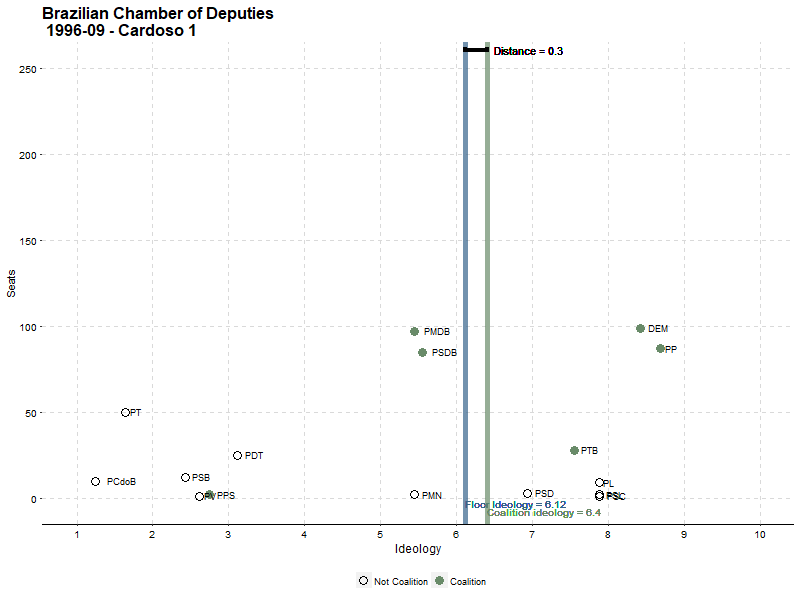 Brazilian Chamber of Deputies
1996-09 - Cardoso 1
Distance = 0.3
250
200
150
100
50
0
Seats
PMDB
DEM
PSDB
PP
PT
PTB
PDT
PSB
PCdoB
PL
PPS
PMN
PSD
PSC
Floor Ideology = 6.12
Coalition ideology = 6.4
1 2 3 4 5 6 7 8 9 10
Ideology
Not Coalition Coalition